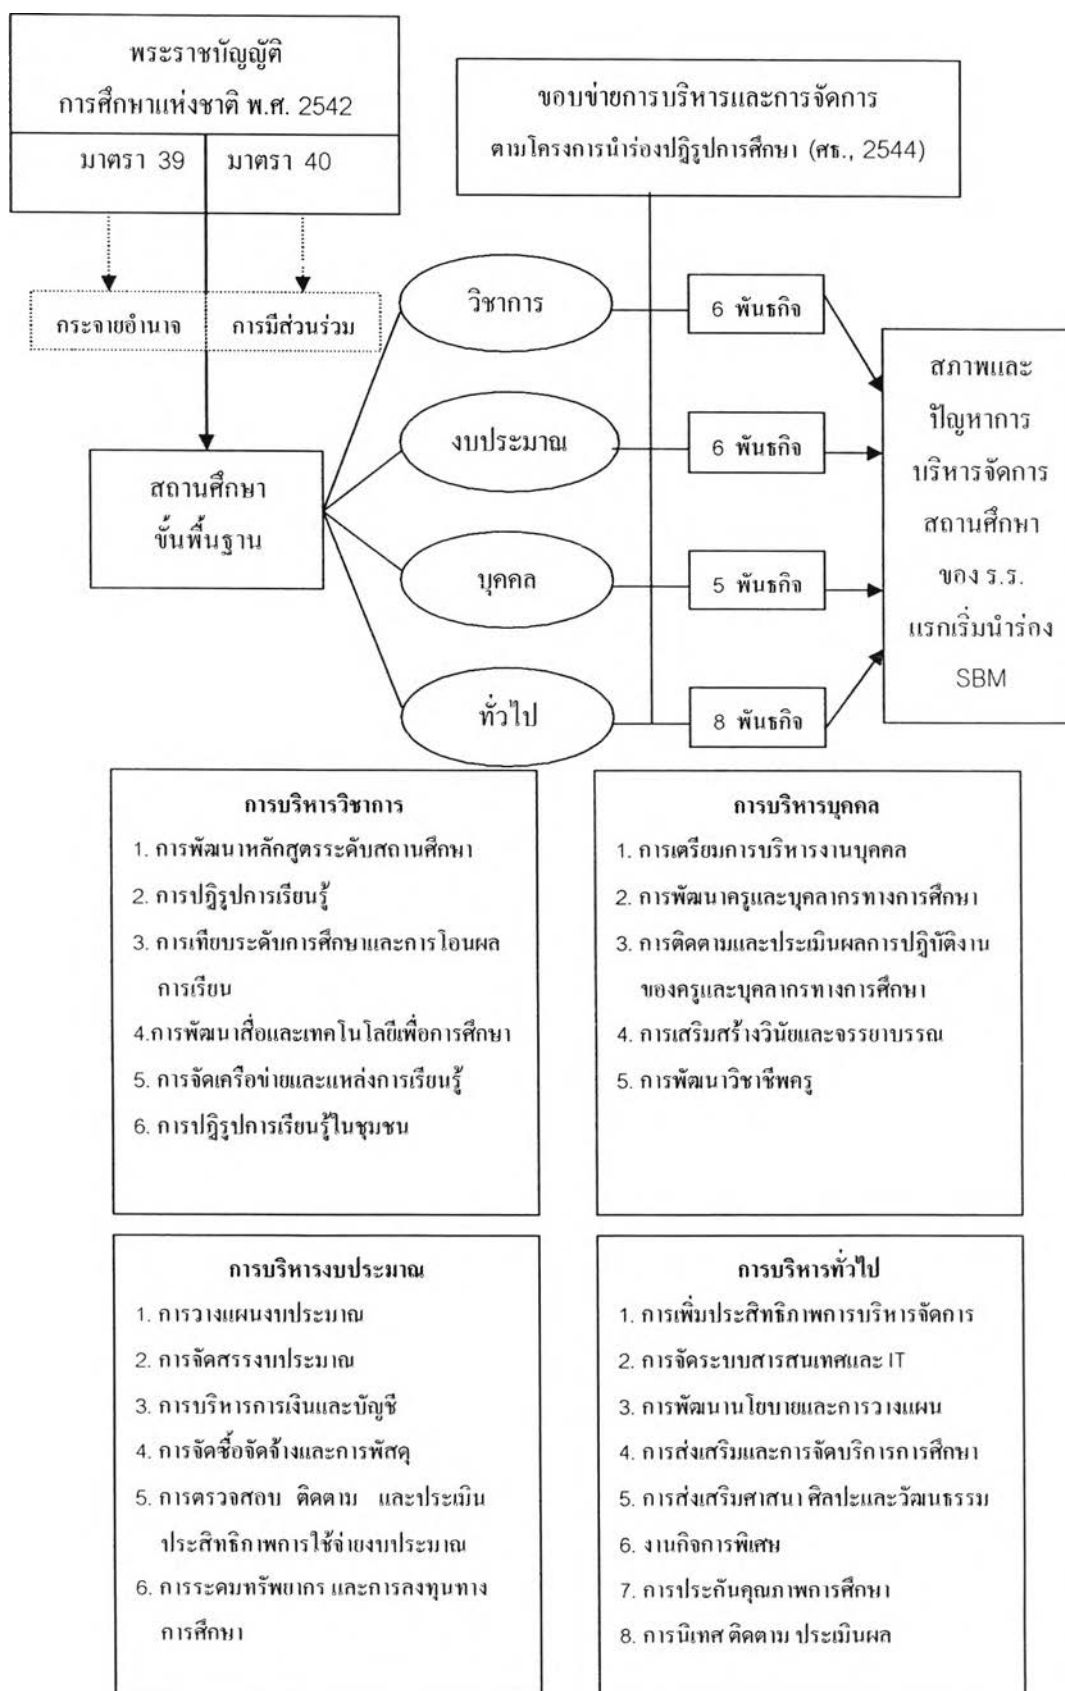 พระราชบัญญัติ
การศึกษาแห่งชาติ พ.ศ. 2542
มาตรา 39
มาตรา 40
ขอบข่ายการบริหารและการจัดการ
ตามโครงการนำร่องปฏิรูปการศึกษา (ศธ., 2544)
กระจายอำนาจ
การมีส่วนร่วม
สถานศึกษา
ขั้นพื้นฐาน
วิชาการ
6 พันธกิจ
งบประมาณ
6 พันธกิจ
บุคคล
5 พันธกิจ
ทั่วไป
8 พันธกิจ
สภาพและ
ปัญหาการ
บริหารจัดการ
สถานศึกษา
ของ ร.ร.
แรกเริ่มนำร่อง
SBM
การบริหารวิชาการ
1. การพัฒนาหลักสูตรระดับสถานศึกษา
2. การปฏิรูปการเรียนรู้
3. การเทียบระดับการศึกษาและการโอนผล
การเรียน
4.การพัฒนาสื่อและเทคโนโลยีเพื่อการศึกษา
5. การจัดเครือข่ายและแหล่งการเรียนรู้
6. การปฏิรูปการเรียนรู้ในชุมชน
การบริหารบุคคล
1. การเตรียมการบริหารงานบุคคล
2. การพัฒนาครูและบุคลากรทางการศึกษา
3. การติดตามและประเมินผลการปฏิบัติงาน
ของครูและบุคลากรทางการศึกษา
4. การเสริมสร้างวินัยและจรรยาบรรณ
5. การพัฒนาวิชาชีพครู
การบริหารงบประมาณ
1. การวางแผนงบประมาณ
2. การจัดสรรงบประมาณ
3. การบริหารการเงินและบัญชี
4. การจัดซื้อจัดจ้างและการพัสดุ
5. การตรวจสอบ ติดตาม และประเมิน
ประสิทธิภาพการใช้จ่ายงบประมาณ
6. การระดมทรัพยากร และการลงทุนทาง
การศึกษา
การบริหารทั่วไป
1. การเพิ่มประสิทธิภาพการบริหารจัดการ
2. การจัดระบบสารสนเทศและ IT
3. การพัฒนานโยบายและการวางแผน
4. การส่งเสริมและการจัดบริการการศึกษา
5. การส่งเสริมศาสนา ศิลปะและวัฒนธรรม
6. งานกิจการพิเศษ
7. การประกันคุณภาพการศึกษา
8. การนิเทศ ติดตาม ประเมินผล